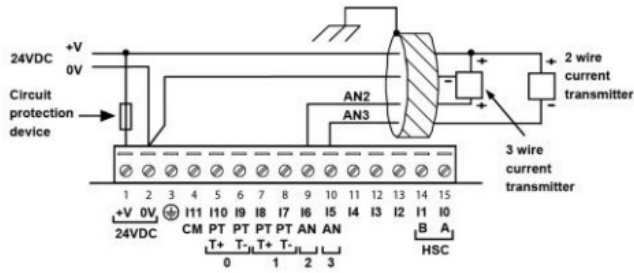 +V
24VDC
0V
Circuit
protection
device
AN2
AN3
+
-
+
+
-
2 wire
current
transmitter
3 wire
current
transmitter
1 2 3 4 5 6 7 8 9 10 11 12 13 14 15
+V 0V I11 I10 I9 I8 I7 I6 I5 I4 I3 I2 I1 I0
24VDC CM PT PT PT PT AN AN B A
T+ T- T+ T- HSC
0 1 2 3